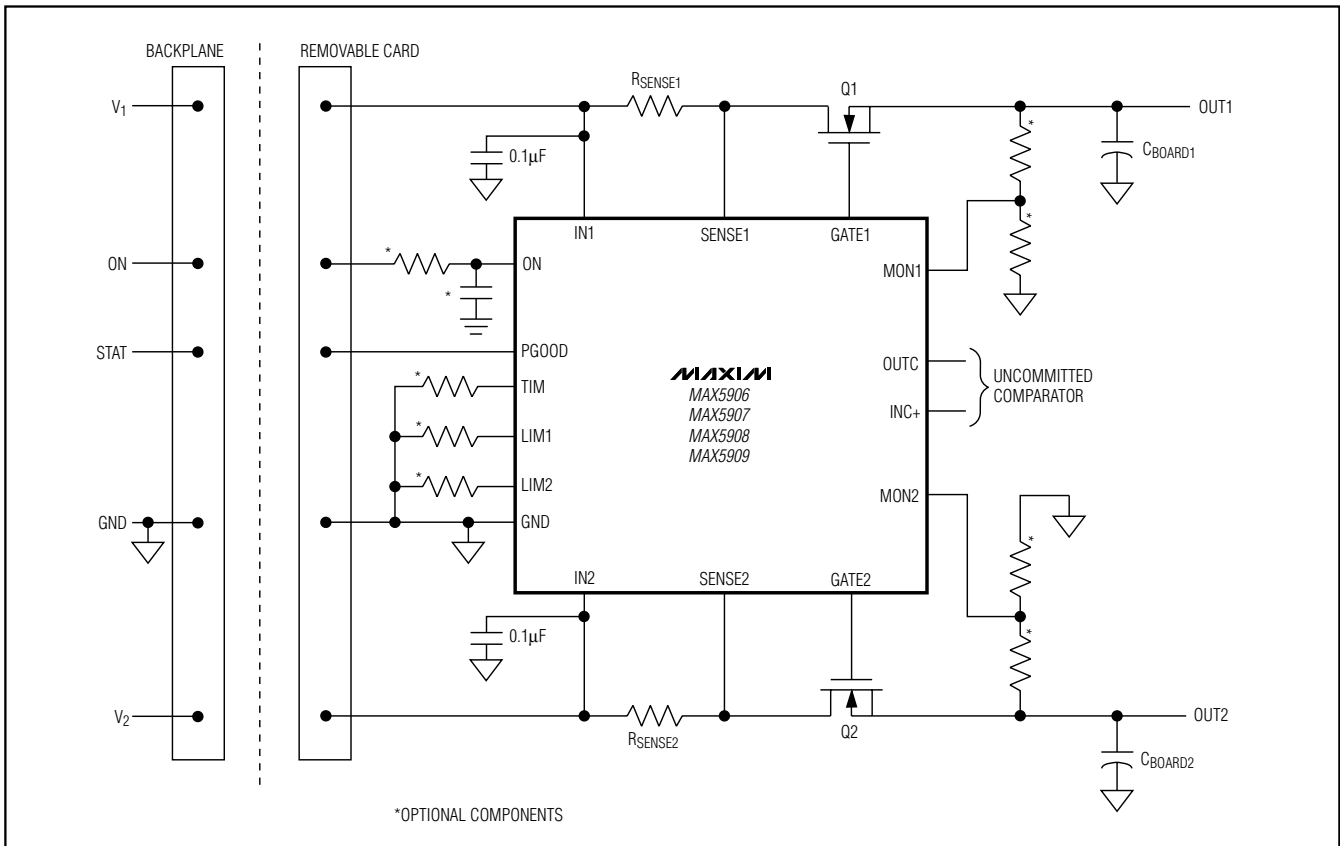 BACKPLANE
REMOVABLE CARD
V1
RSENSE1
Q1
OUT1
*
CBOARD1
0.1µF
*
IN1
SENSE1
GATE1
ON
*
ON
MON1
*
STAT
PGOOD
OUTC
UNCOMMITTED
COMPARATOR
INC+
MAXIM
MAX5906
MAX5907
MAX5908
MAX5909
*
TIM
*
LIM1
*
LIM2
MON2
GND
GND
*
IN2
SENSE2
GATE2
0.1µF
*
V2
RSENSE2
Q2
OUT2
CBOARD2
*OPTIONAL COMPONENTS